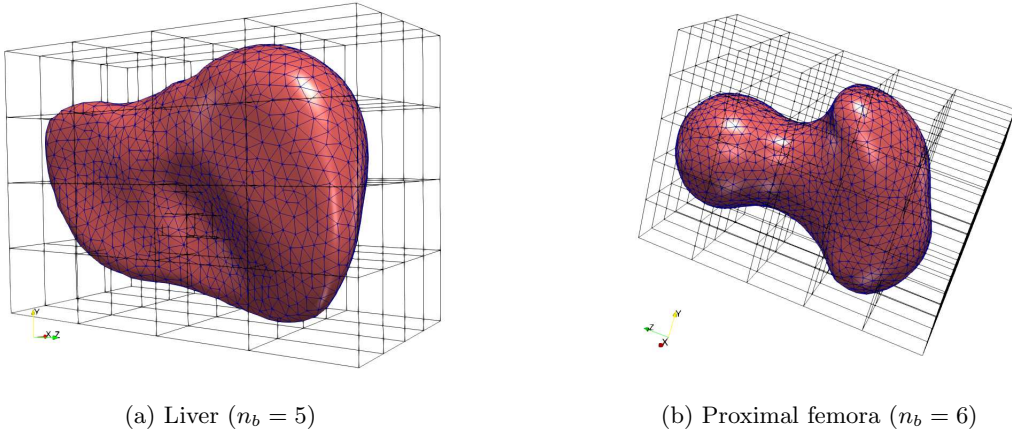 Y
X Z
Z Y
X
(a) Liver ($n_b = 5$)
(b) Proximal femora ($n_b = 6$)